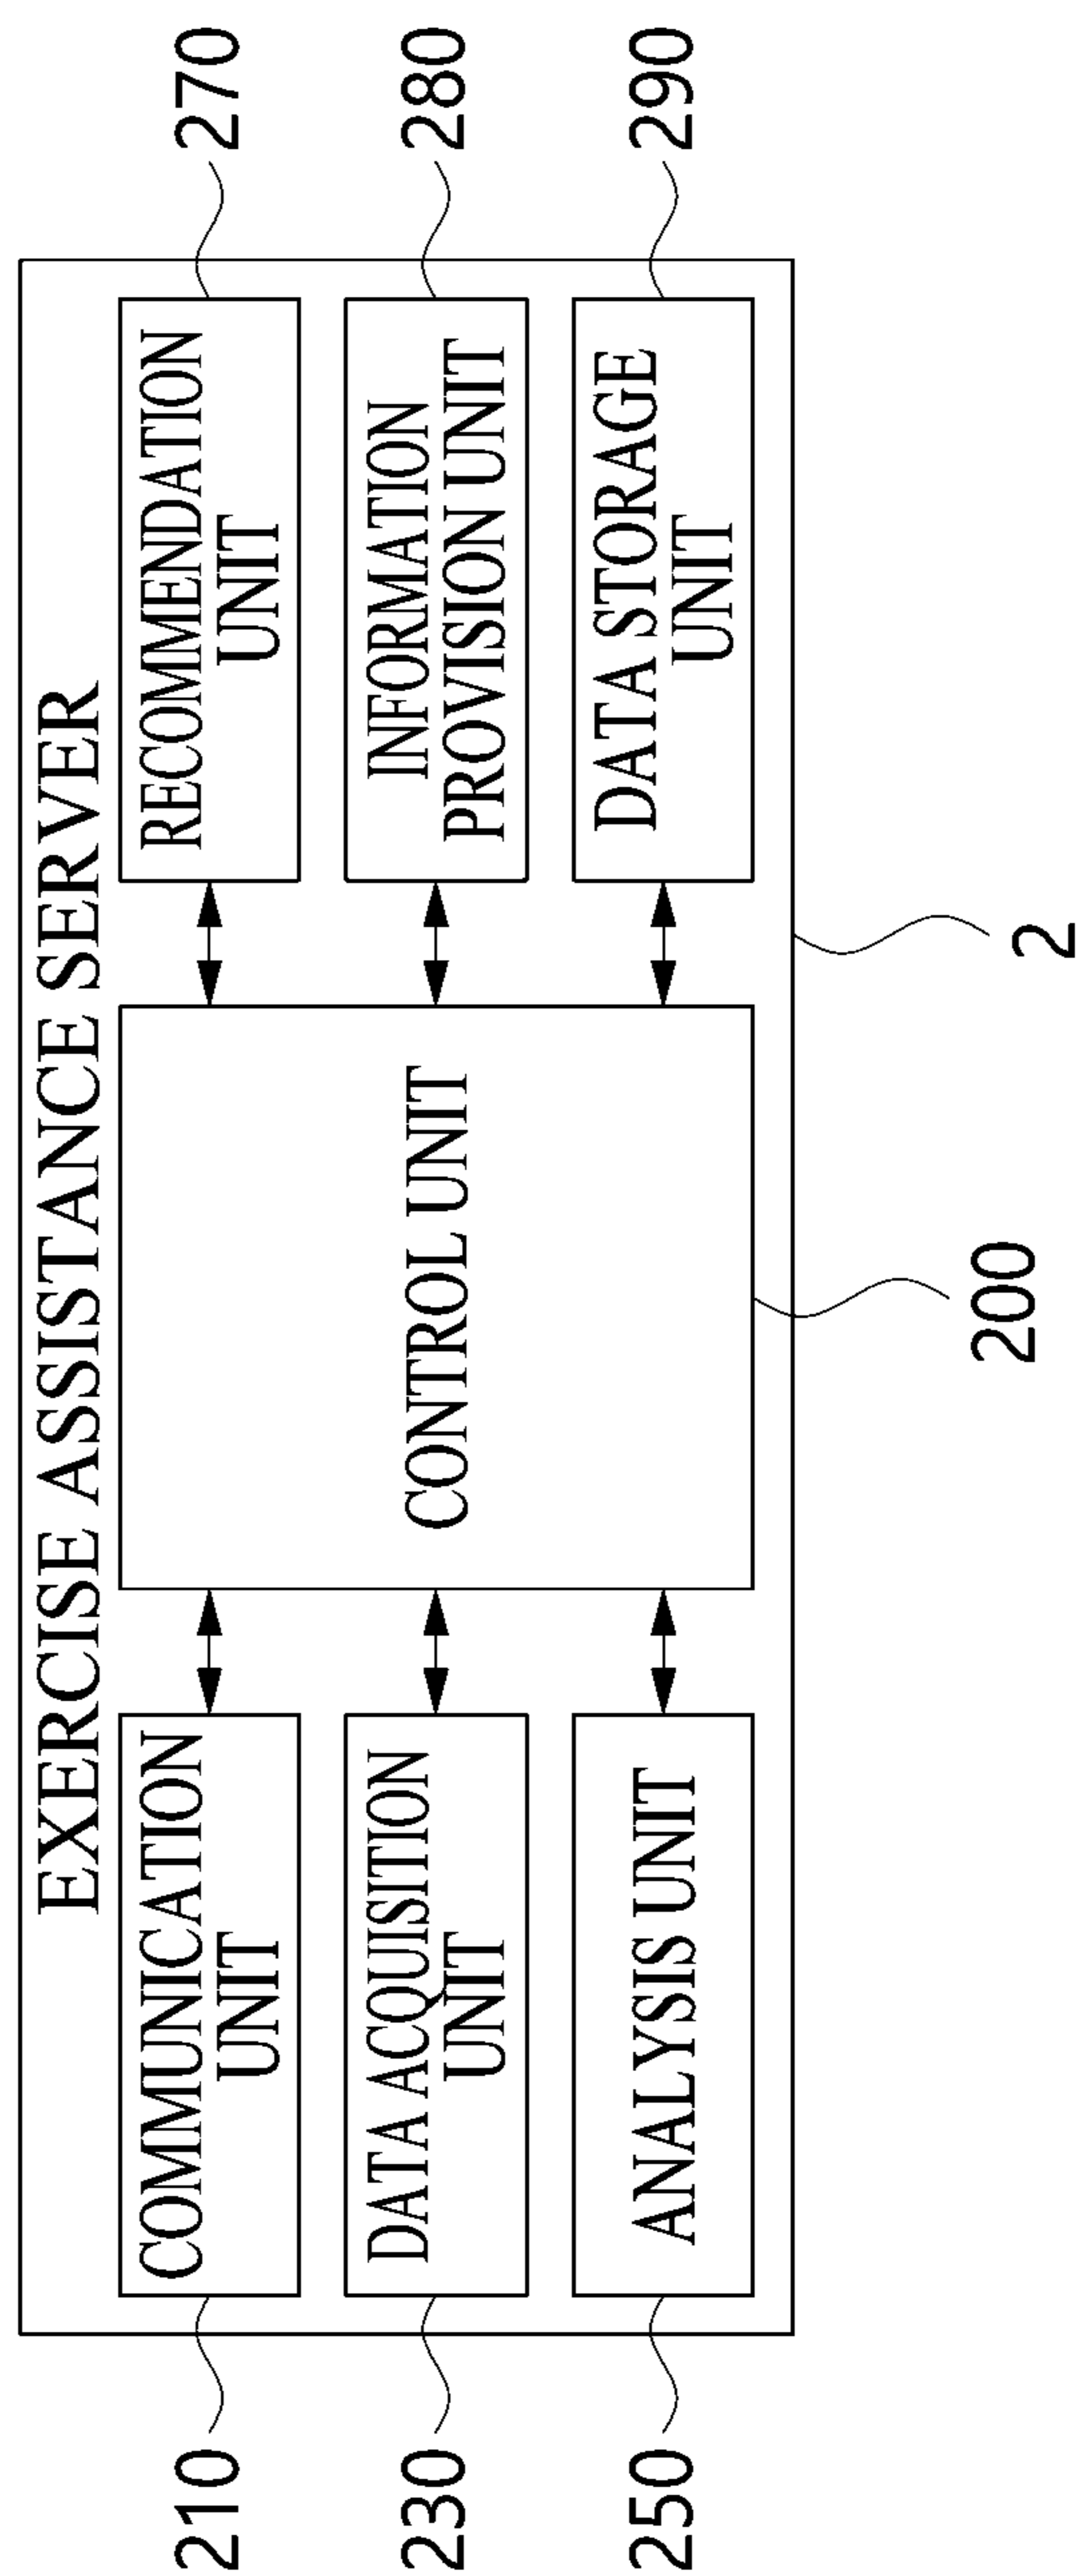 EXERCISE ASSISTANCE SERVER
210
COMMUNICATION
UNIT
230
DATA ACQUISITION
UNIT
250
ANALYSIS UNIT
CONTROL UNIT
RECOMMENDATION
UNIT
270
INFORMATION
PROVISION UNIT
280
DATA STORAGE
UNIT
290
200
2